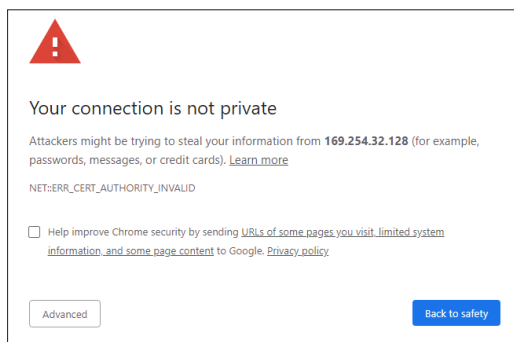 Your connection is not private
Attackers might be trying to steal your information from 169.254.32.128 (for example,
passwords, messages, or credit cards). Learn more
NET::ERR_CERT_AUTHORITY_INVALID
Help improve Chrome security by sending URLs of some pages you visit, limited system
information, and some page content to Google. Privacy policy
Advanced
Back to safety